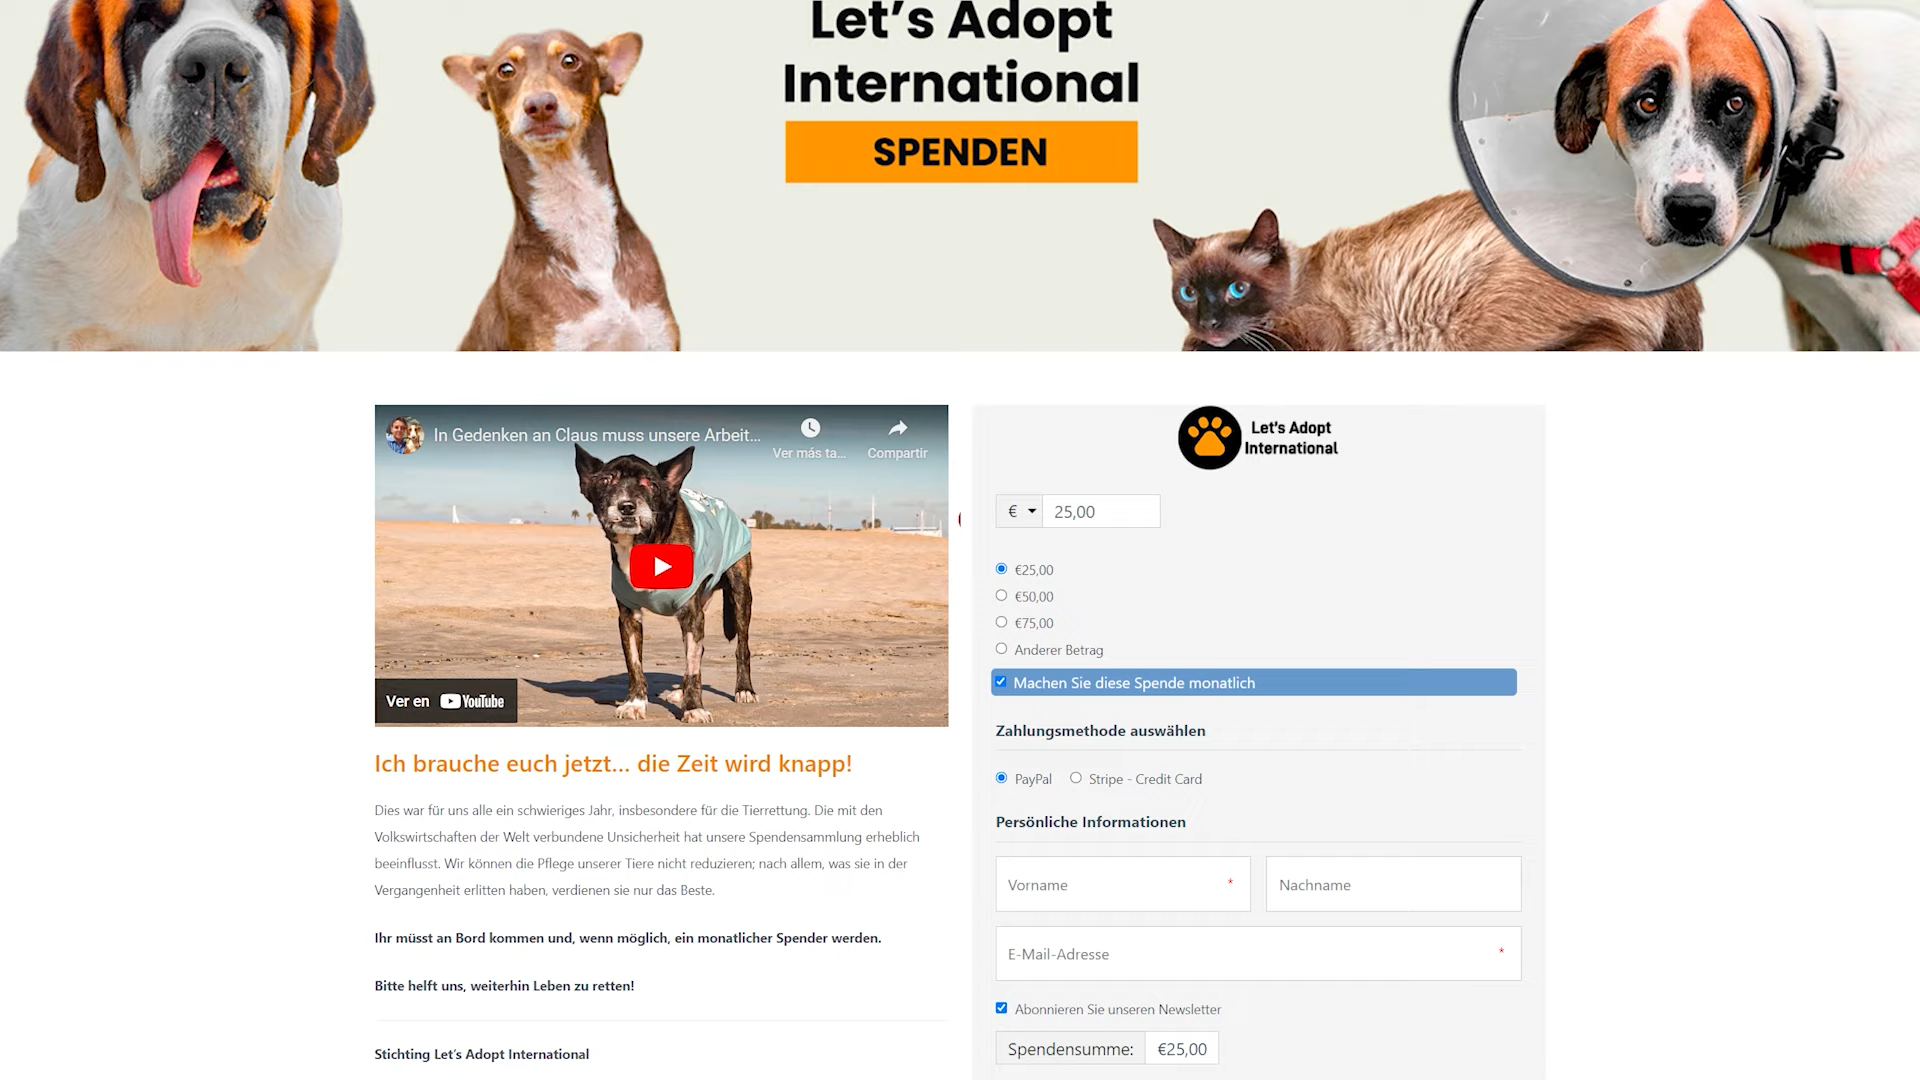 Let's Adopt
International
SPENDEN
In Gedenken an Claus muss unsere Arbeit...
Ver más ta...
Compartir
Ver en YouTube
Ich brauche euch jetzt... die Zeit wird knapp!
Dies war für uns alle ein schwieriges Jahr, insbesondere für die Tierrettung. Die mit den
Volkswirtschaften der Welt verbundene Unsicherheit hat unsere Spendensammlung erheblich
beeinflusst. Wir können die Pflege unserer Tiere nicht reduzieren; nach allem, was sie in der
Vergangenheit erlitten haben, verdienen sie nur das Beste.
Ihr müsst an Bord kommen und, wenn möglich, ein monatlicher Spender werden.
Bitte helft uns, weiterhin Leben zu retten!
Stichting Let's Adopt International
Let's Adopt
International
€ 25,00
€25,00
€50,00
€75,00
Anderer Betrag
Machen Sie diese Spende monatlich
Zahlungsmethode auswählen
PayPal Stripe - Credit Card
Persönliche Informationen
Vorname * Nachname
E-Mail-Adresse *
Abonnieren Sie unseren Newsletter
Spendensumme: €25,00